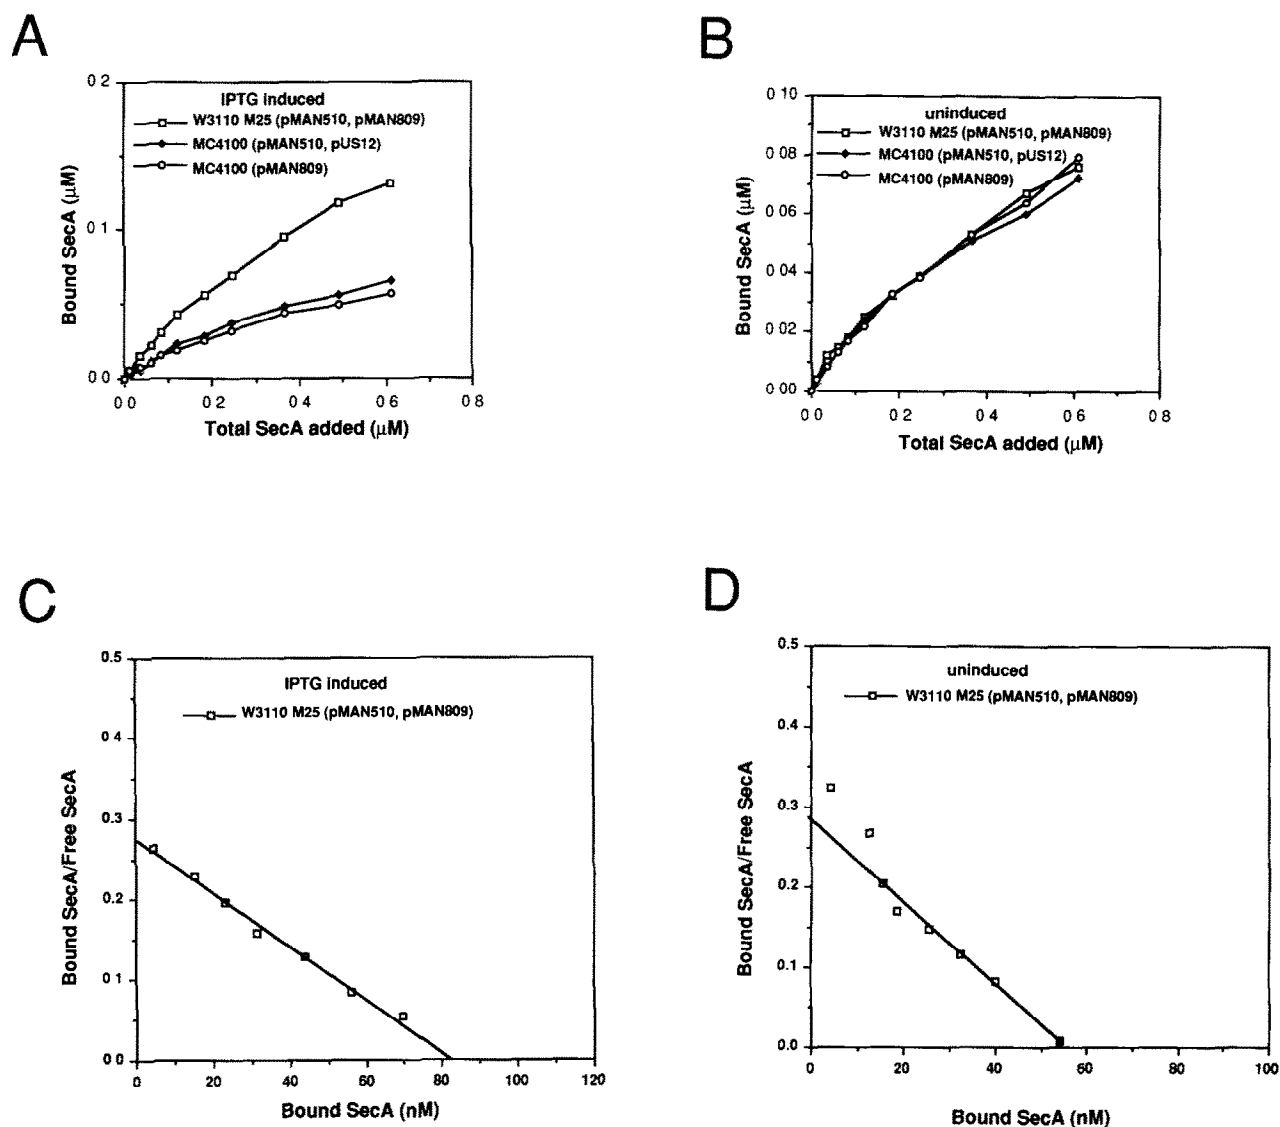 A
0 2
IPTG induced
W3110 M25 (pMAN510, pMAN809)
MC4100 (pMAN510, pUS12)
MC4100 (pMAN809)
0 1
0 0
0 0 0 2 0 4 0 6 0 8
Bound SecA (µM)
Total SecA added (µM)
B
0 10
uninduced
W3110 M25 (pMAN510, pMAN809)
MC4100 (pMAN510, pUS12)
MC4100 (pMAN809)
0 08
0 06
0 04
0 02
0 00
0 0 0 2 0 4 0 6 0 8
Bound SecA (µM)
Total SecA added (µM)
C
0.5
IPTG induced
W3110 M25 (pMAN510, pMAN809)
0 4
0.3
0.2
0 1
0 0
0 20 40 60 80 100 120
Bound SecA/Free SecA
Bound SecA (nM)
D
0.5
uninduced
W3110 M25 (pMAN510, pMAN809)
0.4
0.3
0.2
0.1
0.0
0 20 40 60 80 100
Bound SecA/Free SecA
Bound SecA (nM)